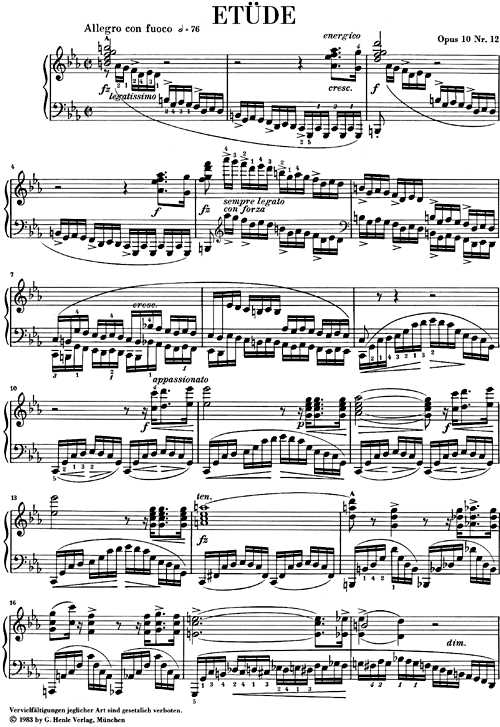 ETÜDE
Allegro con fuoco 𝅗𝅥=76
energico
Opus 10 Nr. 12
fz
legatissimo
cresc.
f
4
f
fz
sempre legato
con forza
7
cresc.
10
appassionato
p
13
ten.
fz
16
dim.
Vervielfältigungen jeglicher Art sind gesetzlich verboten.
© 1983 by G. Henle Verlag, München